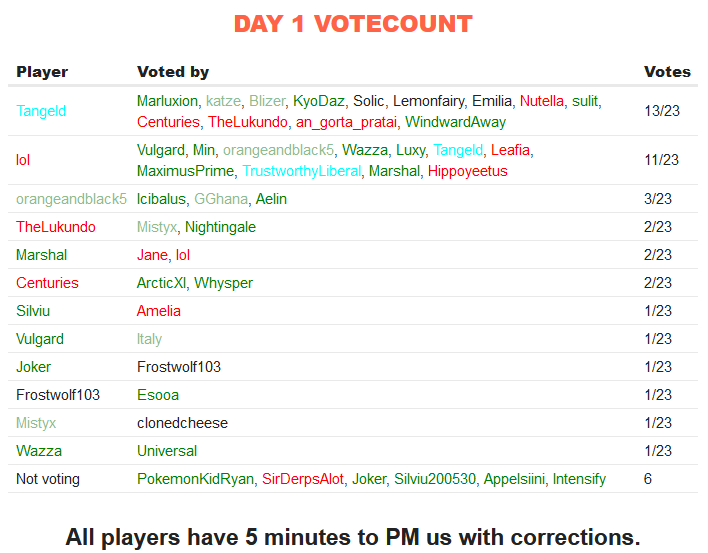 DAY 1 VOTECOUNT
Player Voted by Votes
Tangeld Marluxion, katze, Blizer, KyoDaz, Solic, Lemonfairy, Emilia, Nutella, sulit, 13/23
Centuries, TheLukundo, an_gorta_pratai, WindwardAway
lol Vulgard, Min, orangeandblack5, Wazza, Luxy, Tangeld, Leafia, 11/23
MaximusPrime, TrustworthyLiberal, Marshal, Hippoyeetus
orangeandblack5 Icibalus, GGhana, Aelin 3/23
TheLukundo Mistyx, Nightingale 2/23
Marshal Jane, lol 2/23
Centuries ArcticXI, Whysper 2/23
Silviu Amelia 1/23
Vulgard Italy 1/23
Joker Frostwolf103 1/23
Frostwolf103 Esooa 1/23
Mistyx clonedcheese 1/23
Wazza Universal 1/23
Not voting PokemonKidRyan, SirDerpsAlot, Joker, Silviu200530, Appelsiini, Intensify 6
All players have 5 minutes to PM us with corrections.